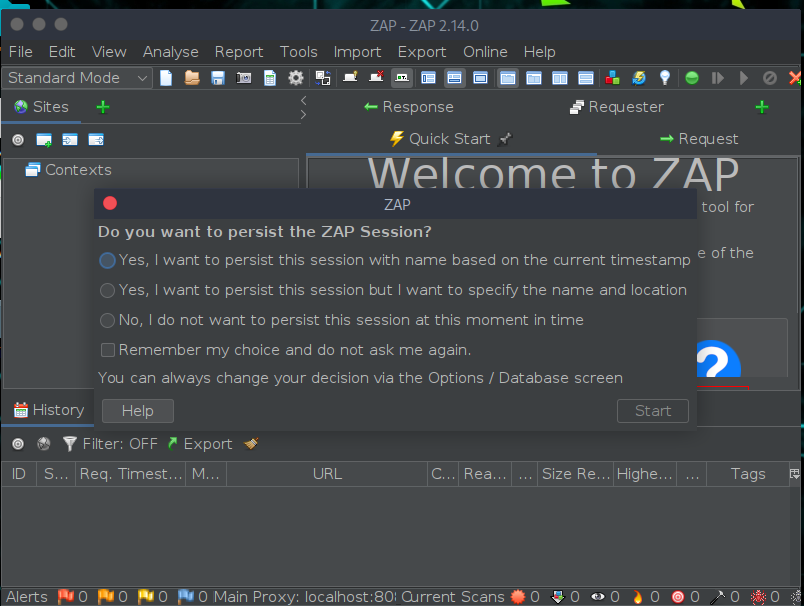 ZAP - ZAP 2.14.0
File Edit View Analyse Report Tools Import Export Online Help
Standard Mode
Sites
Response
Requester
Quick Start
Request
Contexts
Welcome to ZAP
tool for
e of the
ZAP
Do you want to persist the ZAP Session?
Yes, I want to persist this session with name based on the current timestamp
Yes, I want to persist this session but I want to specify the name and location
No, I do not want to persist this session at this moment in time
Remember my choice and do not ask me again.
You can always change your decision via the Options / Database screen
Help
Start
?
History
Filter: OFF Export
ID S... Req. Timest... M... URL C... Rea... ... Size Re... Highe... ... Tags
Alerts 0 0 0 0 Main Proxy: localhost:808 Current Scans 0 0 0 0 0 0 0